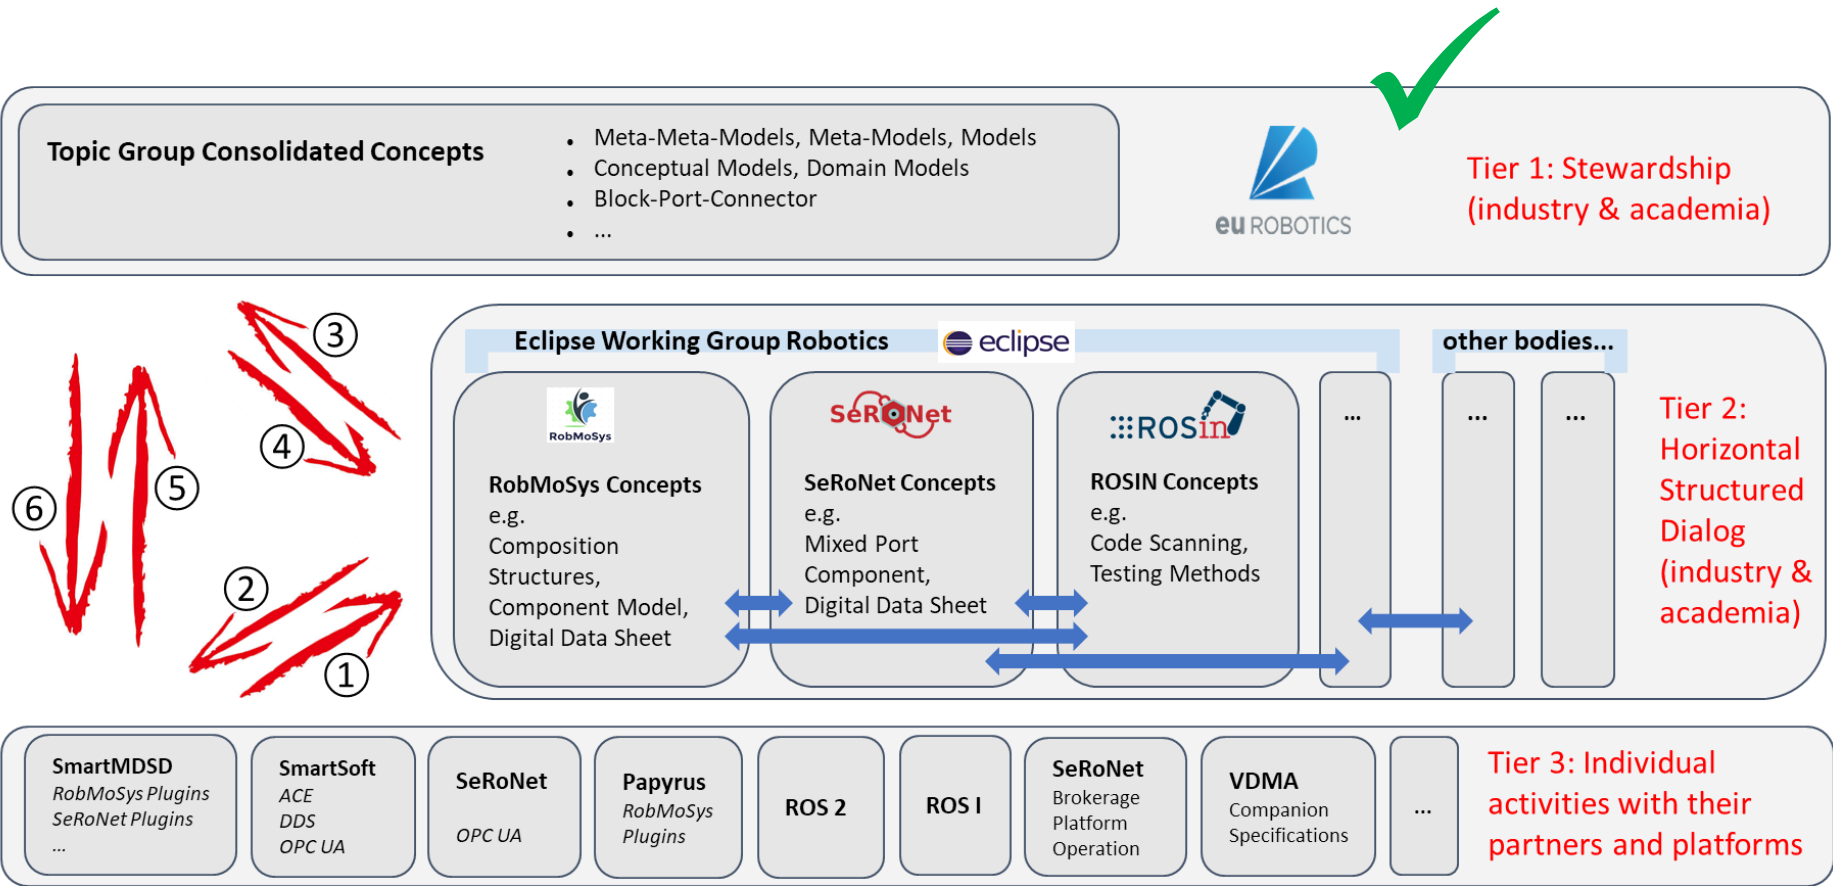 Topic Group Consolidated Concepts
• Meta-Meta-Models, Meta-Models, Models
• Conceptual Models, Domain Models
• Block-Port-Connector
• ...
eu ROBOTICS
Tier 1: Stewardship
(industry & academia)
③
④
⑤
⑥
②
①
Eclipse Working Group Robotics
eclipse
other bodies...
RobMoSys
RobMoSys Concepts
e.g.
Composition
Structures,
Component Model,
Digital Data Sheet
SeRoNet
SeRoNet Concepts
e.g.
Mixed Port
Component,
Digital Data Sheet
ROSin
ROSIN Concepts
e.g.
Code Scanning,
Testing Methods
...
...
...
Tier 2:
Horizontal
Structured
Dialog
(industry &
academia)
SmartMDSD
RobMoSys Plugins
SeRoNet Plugins
...
SmartSoft
ACE
DDS
OPC UA
SeRoNet
OPC UA
Papyrus
RobMoSys
Plugins
ROS 2
ROS I
SeRoNet
Brokerage
Platform
Operation
VDMA
Companion
Specifications
...
Tier 3: Individual
activities with their
partners and platforms